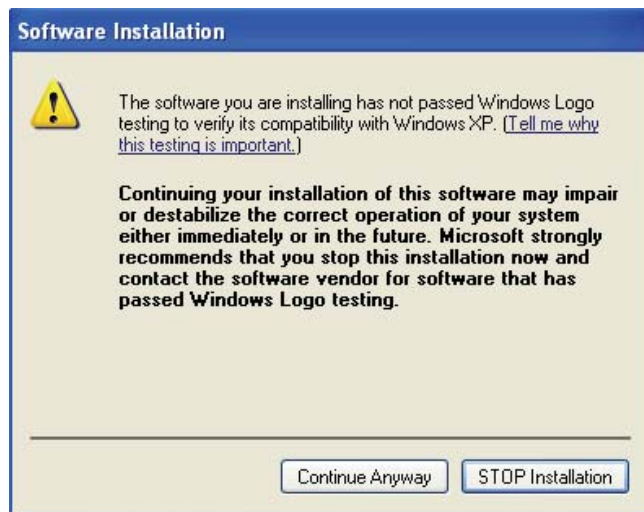 Software Installation
The software you are installing has not passed Windows Logo
testing to verify its compatibility with Windows XP. (Tell me why
this testing is important.)
Continuing your installation of this software may impair
or destabilize the correct operation of your system
either immediately or in the future. Microsoft strongly
recommends that you stop this installation now and
contact the software vendor for software that has
passed Windows Logo testing.
Continue Anyway
STOP Installation